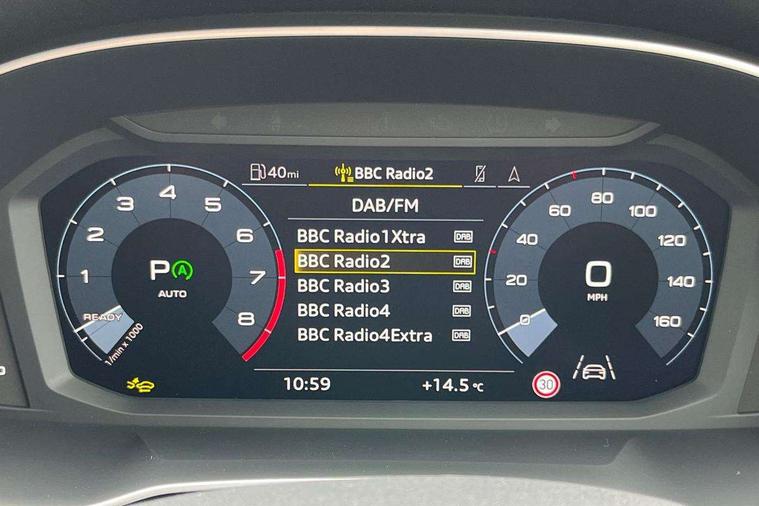 40mi
BBC Radio2
DAB/FM
BBC Radio1Xtra DAB
BBC Radio2 DAB
BBC Radio3 DAB
BBC Radio4 DAB
BBC Radio4Extra DAB
READY
1
2
3
4
5
6
7
8
1/min x 1000
P A
AUTO
0
20
40
60
80
100
120
140
160
0
MPH
10:59
+14.5 °C
30